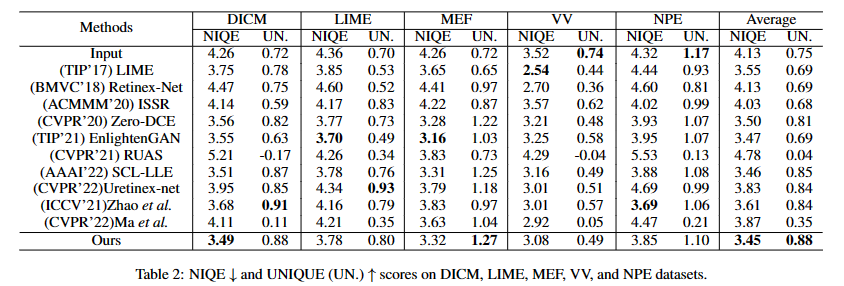 Methods DICM LIME MEF VV NPE Average
NIQE UN. NIQE UN. NIQE UN. NIQE UN. NIQE UN. NIQE UN.
Input 4.26 0.72 4.36 0.70 4.26 0.72 3.52 0.74 4.32 1.17 4.13 0.75
(TIP'17) LIME 3.75 0.78 3.85 0.53 3.65 0.65 2.54 0.44 4.44 0.93 3.55 0.69
(BMVC'18) Retinex-Net 4.47 0.75 4.60 0.52 4.41 0.97 2.70 0.36 4.60 0.81 4.13 0.69
(ACMMM'20) ISSR 4.14 0.59 4.17 0.83 4.22 0.87 3.57 0.62 4.02 0.99 4.03 0.68
(CVPR'20) Zero-DCE 3.56 0.82 3.77 0.73 3.28 1.22 3.21 0.48 3.93 1.07 3.50 0.81
(TIP'21) EnlightenGAN 3.55 0.63 3.70 0.49 3.16 1.03 3.25 0.58 3.95 1.07 3.47 0.69
(CVPR'21) RUAS 5.21 -0.17 4.26 0.34 3.83 0.73 4.29 -0.04 5.53 0.13 4.78 0.04
(AAAI'22) SCL-LLE 3.51 0.87 3.78 0.76 3.31 1.25 3.16 0.49 3.88 1.08 3.46 0.85
(CVPR'22)Uretinex-net 3.95 0.85 4.34 0.93 3.79 1.18 3.01 0.51 4.69 0.99 3.83 0.84
(ICCV'21)Zhao et al. 3.68 0.91 4.16 0.79 3.83 0.97 3.01 0.57 3.69 1.06 3.61 0.84
(CVPR'22)Ma et al. 4.11 0.11 4.21 0.35 3.63 1.04 2.92 0.05 4.47 0.21 3.87 0.35
Ours 3.49 0.88 3.78 0.80 3.32 1.27 3.08 0.49 3.85 1.10 3.45 0.88
Table 2: NIQE ↓ and UNIQUE (UN.) ↑ scores on DICM, LIME, MEF, VV, and NPE datasets.